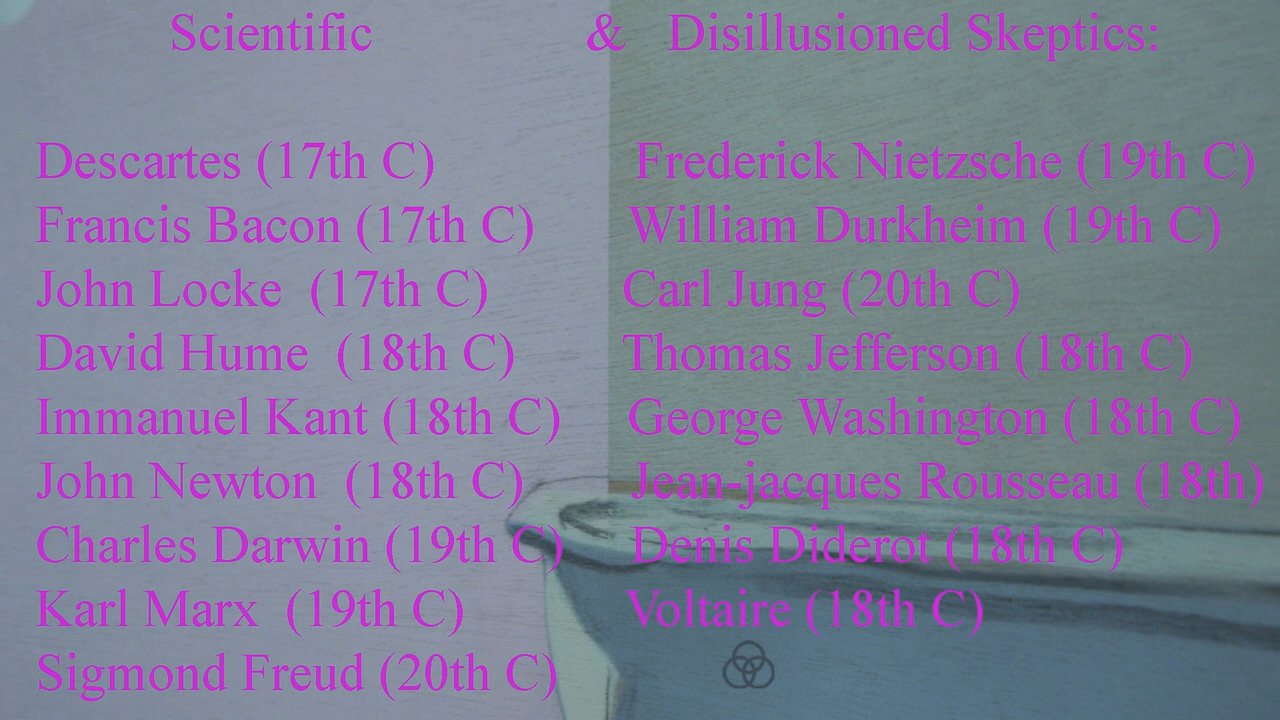 Scientific & Disillusioned Skeptics:
Descartes (17th C) Frederick Nietzsche (19th C)
Francis Bacon (17th C) William Durkheim (19th C)
John Locke (17th C) Carl Jung (20th C)
David Hume (18th C) Thomas Jefferson (18th C)
Immanuel Kant (18th C) George Washington (18th C)
John Newton (18th C) Jean-jacques Rousseau (18th)
Charles Darwin (19th C) Denis Diderot (18th C)
Karl Marx (19th C) Voltaire (18th C)
Sigmond Freud (20th C)